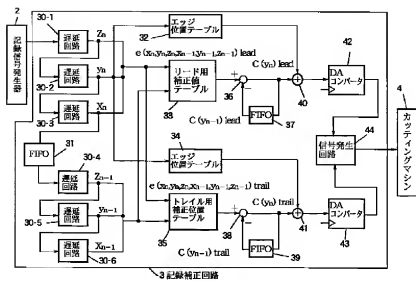 2
記録信号発生器
30-1
遅延
回路
Zn
30-2
遅延
回路
yn
30-3
遅延
回路
Xn
FIFO
31
30-4
遅延
回路
Zn-1
30-5
遅延
回路
yn-1
30-6
遅延
回路
Xn-1
エッジ
位置テーブル
32
e (xn,yn,zn,xn-1,yn-1,zn-1) lead
リード用
補正値
テーブル
33
C (yn) lead
36
40
C (yn-1) lead
FIFO
37
エッジ
位置テーブル
34
e (xn,yn,zn,xn-1,yn-1,zn-1) trail
トレイル用
補正位置
テーブル
35
C (yn) trail
38
41
C (yn-1) trail
FIFO
39
42
DA
コンバータ
信号発生
回路
44
DA
コンバータ
43
4
カッティングマシン
3 記録補正回路